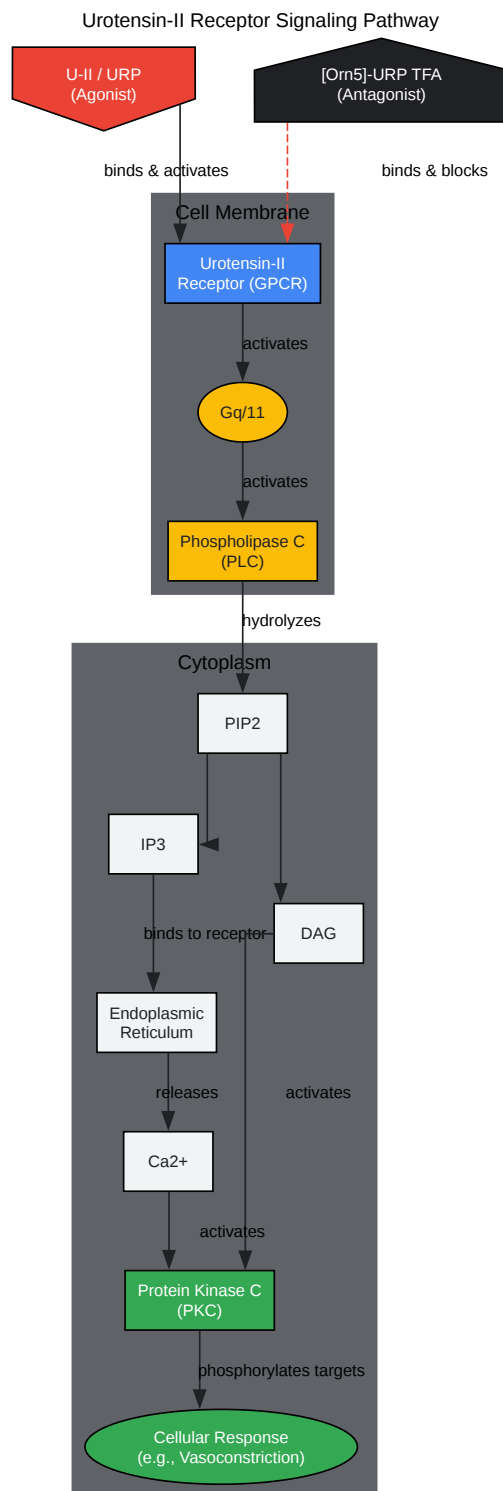 Urotensin-II Receptor Signaling Pathway
U-II / URP
(Agonist)
[Orn5]-URP TFA
(Antagonist)
binds & activates
binds & blocks
Cell Membrane
Urotensin-II
Receptor (GPCR)
activates
Gq/11
activates
Phospholipase C
(PLC)
hydrolyzes
Cytoplasm
PIP2
IP3
binds to receptor
DAG
Endoplasmic
Reticulum
releases
activates
Ca2+
activates
Protein Kinase C
(PKC)
phosphorylates targets
Cellular Response
(e.g., Vasoconstriction)